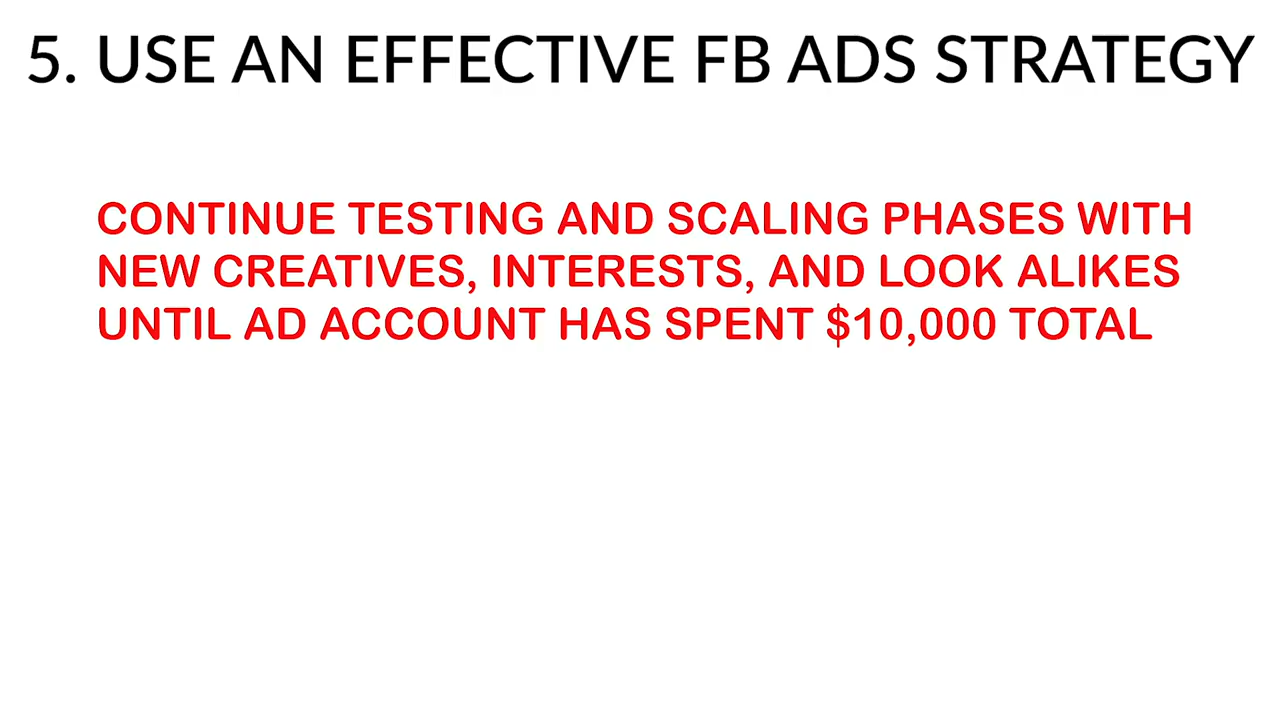 5. USE AN EFFECTIVE FB ADS STRATEGY
CONTINUE TESTING AND SCALING PHASES WITH
NEW CREATIVES, INTERESTS, AND LOOK ALIKES
UNTIL AD ACCOUNT HAS SPENT $10,000 TOTAL